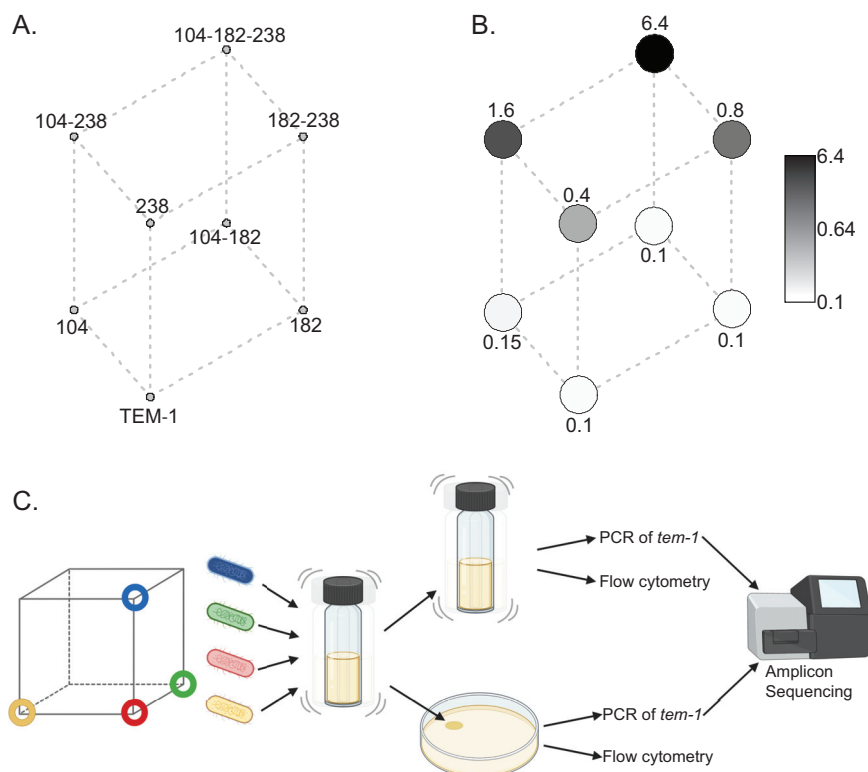 A.
104-182-238
104-238
182-238
238
104-182
104
182
TEM-1
B.
6.4
1.6
0.8
0.4
0.1
0.15
0.1
0.1
6.4
0.64
0.1
C.
PCR of tem-1
Flow cytometry
Amplicon
Sequencing
PCR of tem-1
Flow cytometry